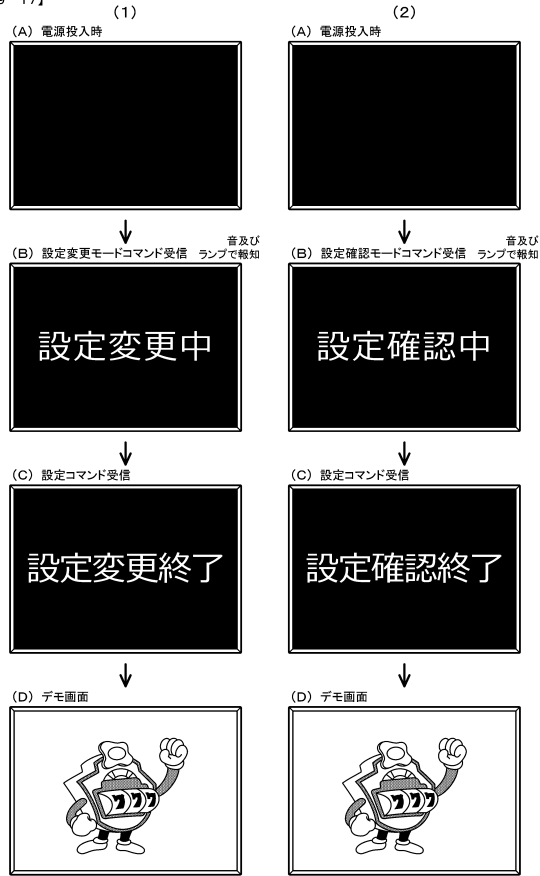 (1)
(A) 電源投入時
(B) 設定変更モードコマンド受信
音及び
ランプで報知
設定変更中
(C) 設定コマンド受信
設定変更終了
(D) デモ画面
777
(2)
(A) 電源投入時
(B) 設定確認モードコマンド受信
音及び
ランプで報知
設定確認中
(C) 設定コマンド受信
設定確認終了
(D) デモ画面
777